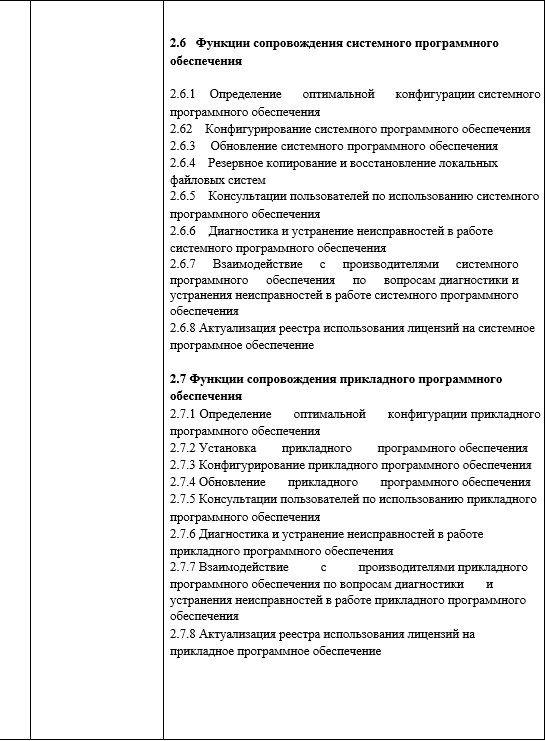 2.6 Функции сопровождения системного программного
обеспечения
2.6.1 Определение оптимальной конфигурации системного
программного обеспечения
2.62 Конфигурирование системного программного обеспечения
2.6.3 Обновление системного программного обеспечения
2.6.4 Резервное копирование и восстановление локальных
файловых систем
2.6.5 Консультации пользователей по использованию системного
программного обеспечения
2.6.6 Диагностика и устранение неисправностей в работе
системного программного обеспечения
2.6.7 Взаимодействие с производителями системного
программного обеспечения по вопросам диагностики и
устранения неисправностей в работе системного программного
обеспечения
2.6.8 Актуализация реестра использования лицензий на системное
программное обеспечение
2.7 Функции сопровождения прикладного программного
обеспечения
2.7.1 Определение оптимальной конфигурации прикладного
программного обеспечения
2.7.2 Установка прикладного программного обеспечения
2.7.3 Конфигурирование прикладного программного обеспечения
2.7.4 Обновление прикладного программного обеспечения
2.7.5 Консультации пользователей по использованию прикладного
программного обеспечения
2.7.6 Диагностика и устранение неисправностей в работе
прикладного программного обеспечения
2.7.7 Взаимодействие с производителями прикладного
программного обеспечения по вопросам диагностики и
устранения неисправностей в работе прикладного программного
обеспечения
2.7.8 Актуализация реестра использования лицензий на
прикладное программное обеспечение